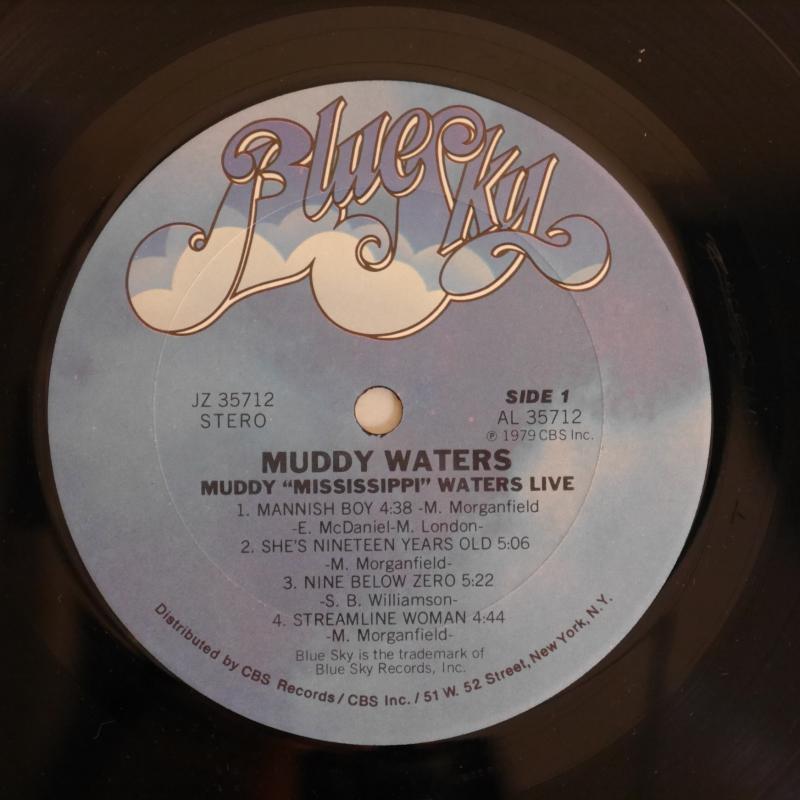 Blue Sky
JZ 35712
STERO
SIDE 1
AL 35712
℗ 1979 CBS Inc.
MUDDY WATERS
MUDDY “MISSISSIPPI” WATERS LIVE
1. MANNISH BOY 4:38 -M. Morganfield
-E. McDaniel-M. London-
2. SHE'S NINETEEN YEARS OLD 5:06
-M. Morganfield-
3. NINE BELOW ZERO 5:22
-S. B. Williamson-
4. STREAMLINE WOMAN 4:44
-M. Morganfield-
Blue Sky is the trademark of
Blue Sky Records, Inc.
Distributed by CBS Records/CBS Inc./51 W. 52 Street, New York, N.Y.